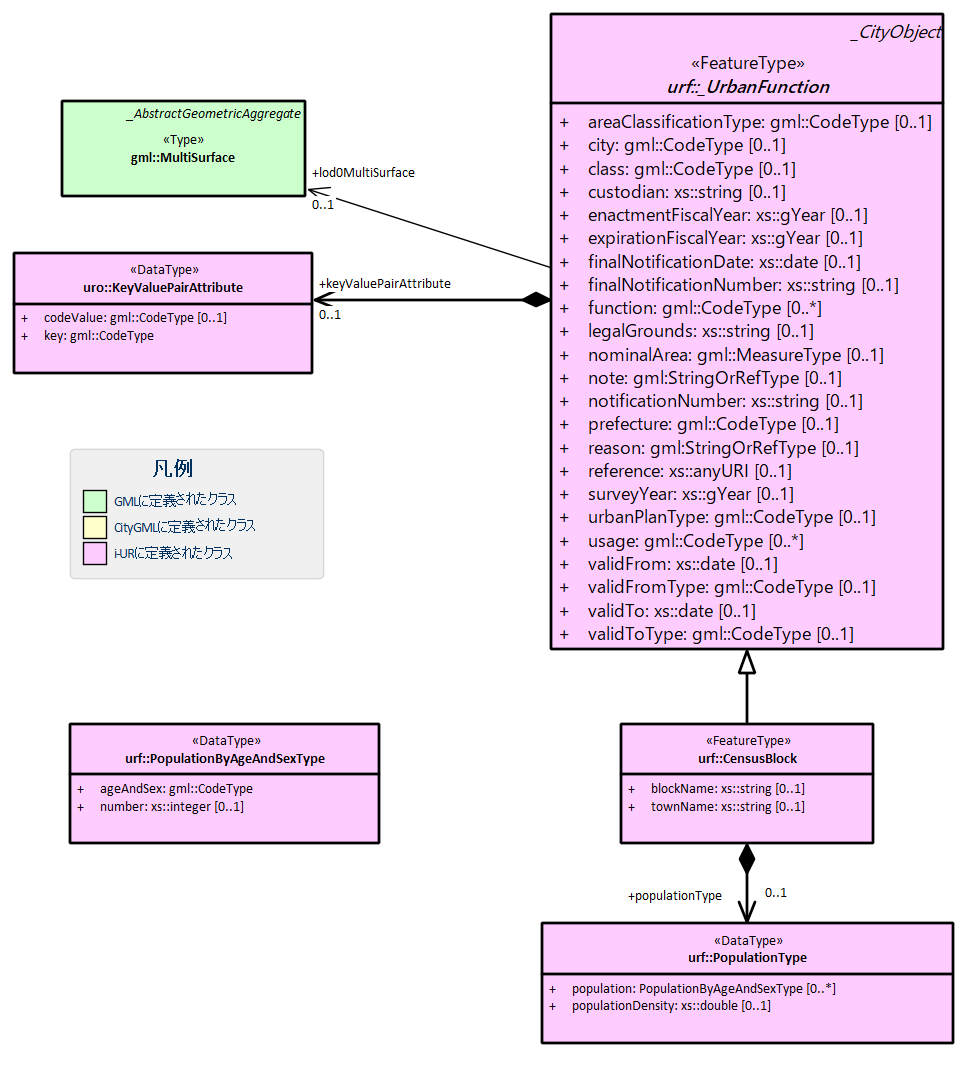 _CityObject
«FeatureType»
urf::_UrbanFunction
+ areaClassificationType: gml::CodeType [0..1]
+ city: gml::CodeType [0..1]
+ class: gml::CodeType [0..1]
+ custodian: xs::string [0..1]
+ enactmentFiscalYear: xs::gYear [0..1]
+ expirationFiscalYear: xs::gYear [0..1]
+ finalNotificationDate: xs::date [0..1]
+ finalNotificationNumber: xs::string [0..1]
+ function: gml::CodeType [0..*]
+ legalGrounds: xs::string [0..1]
+ nominalArea: gml::MeasureType [0..1]
+ note: gml:StringOrRefType [0..1]
+ notificationNumber: xs::string [0..1]
+ prefecture: gml::CodeType [0..1]
+ reason: gml:StringOrRefType [0..1]
+ reference: xs::anyURI [0..1]
+ surveyYear: xs::gYear [0..1]
+ urbanPlanType: gml::CodeType [0..1]
+ usage: gml::CodeType [0..*]
+ validFrom: xs::date [0..1]
+ validFromType: gml::CodeType [0..1]
+ validTo: xs::date [0..1]
+ validToType: gml::CodeType [0..1]
_AbstractGeometricAggregate
«Type»
gml::MultiSurface
+lod0MultiSurface
0..1
«DataType»
uro::KeyValuePairAttribute
+ codeValue: gml::CodeType [0..1]
+ key: gml::CodeType
+keyValuePairAttribute
0..1
凡例
GMLに定義されたクラス
CityGMLに定義されたクラス
i-URに定義されたクラス
«DataType»
urf::PopulationByAgeAndSexType
+ ageAndSex: gml::CodeType
+ number: xs::integer [0..1]
«FeatureType»
urf::CensusBlock
+ blockName: xs::string [0..1]
+ townName: xs::string [0..1]
+populationType
0..1
«DataType»
urf::PopulationType
+ population: PopulationByAgeAndSexType [0..*]
+ populationDensity: xs::double [0..1]